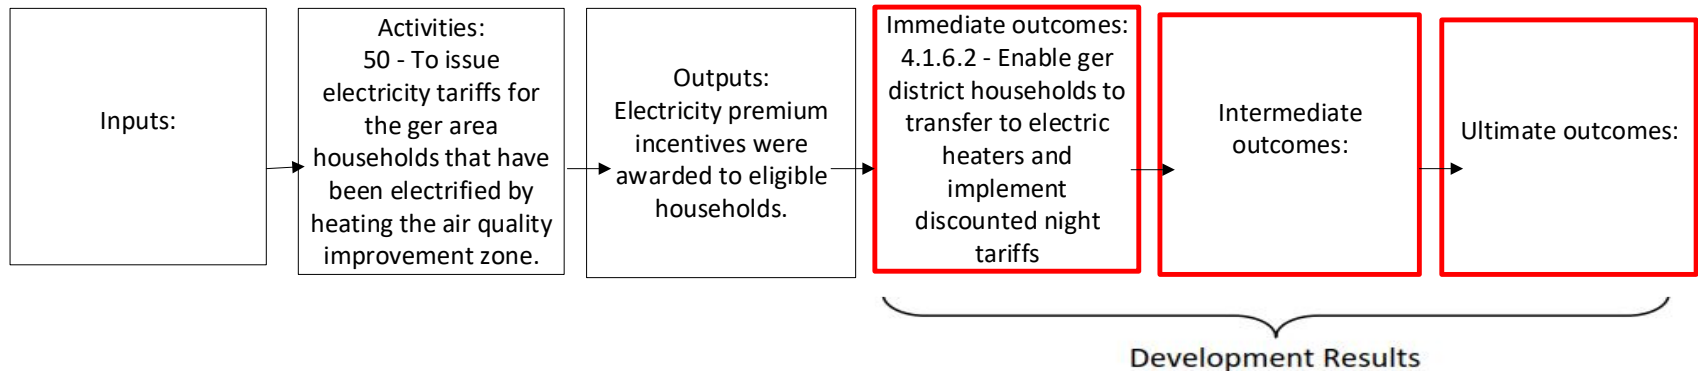 Inputs:
Activities:
50 - To issue
electricity tariffs for
the ger area
households that have
been electrified by
heating the air quality
improvement zone.
Outputs:
Electricity premium
incentives were
awarded to eligible
households.
Immediate outcomes:
4.1.6.2 - Enable ger
district households to
transfer to electric
heaters and
implement
discounted night
tariffs
Intermediate
outcomes:
Ultimate outcomes:
Development Results